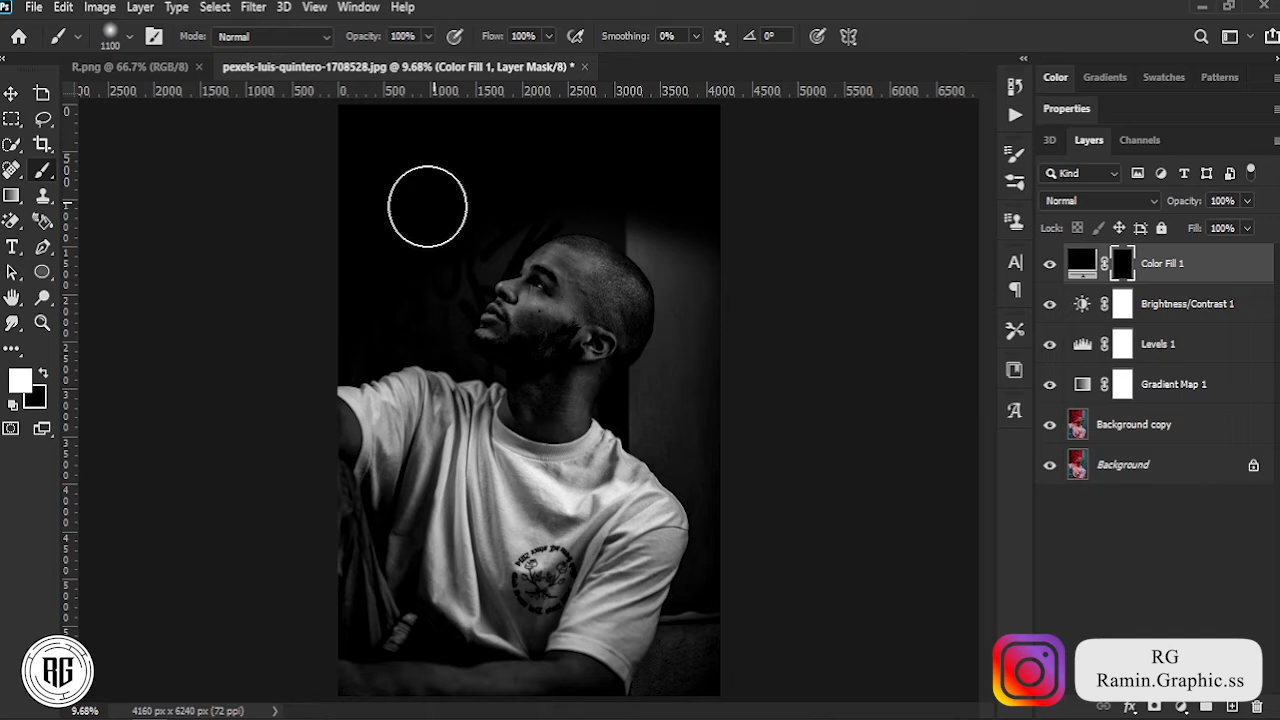 Ps File Edit Image Layer Type Select Filter 3D View Window Help
1100 Mode: Normal Opacity: 100% Flow: 100% Smoothing: 0% 0°
R.png @ 66.7% (RGB/8) × pexels-luis-quintero-1708528.jpg @ 9.68% (Color Fill 1, Layer Mask/8) * ×
2500 2000 1500 1000 500 0 500 1000 1500 2000 2500 3000 3500 4000 4500 5000 5500 6000 6500
Color Gradients Swatches Patterns
Properties
3D Layers Channels
Kind
Normal Opacity: 100%
Lock: Fill: 100%
Color Fill 1
Brightness/Contrast 1
Levels 1
Gradient Map 1
Background copy
Background
RG
RG
Ramin.Graphic.ss
9.68% 4160 px x 6240 px (72 ppi)